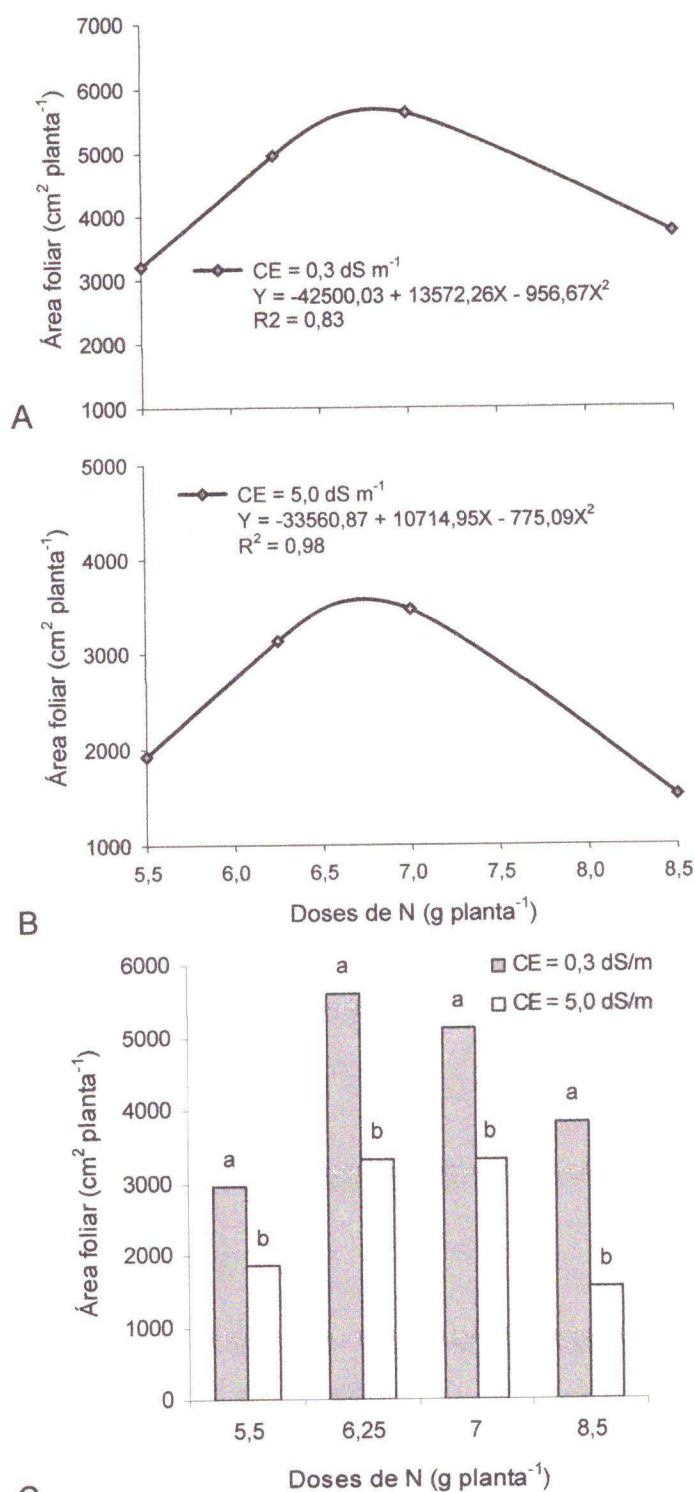 7000
6000
5000
4000
3000
2000
1000
Área foliar (cm² planta⁻¹)
CE = 0,3 dS m⁻¹
Y = -42500,03 + 13572,26X - 956,67X²
R2 = 0,83
A
5000
4000
3000
2000
1000
Área foliar (cm² planta⁻¹)
CE = 5,0 dS m⁻¹
Y = -33560,87 + 10714,95X - 775,09X²
R² = 0,98
5,5 6,0 6,5 7,0 7,5 8,0 8,5
Doses de N (g planta⁻¹)
B
6000
5000
4000
3000
2000
1000
0
Área foliar (cm² planta⁻¹)
CE = 0,3 dS/m
CE = 5,0 dS/m
a b a b a b a b
5,5 6,25 7 8,5
Doses de N (g planta⁻¹)